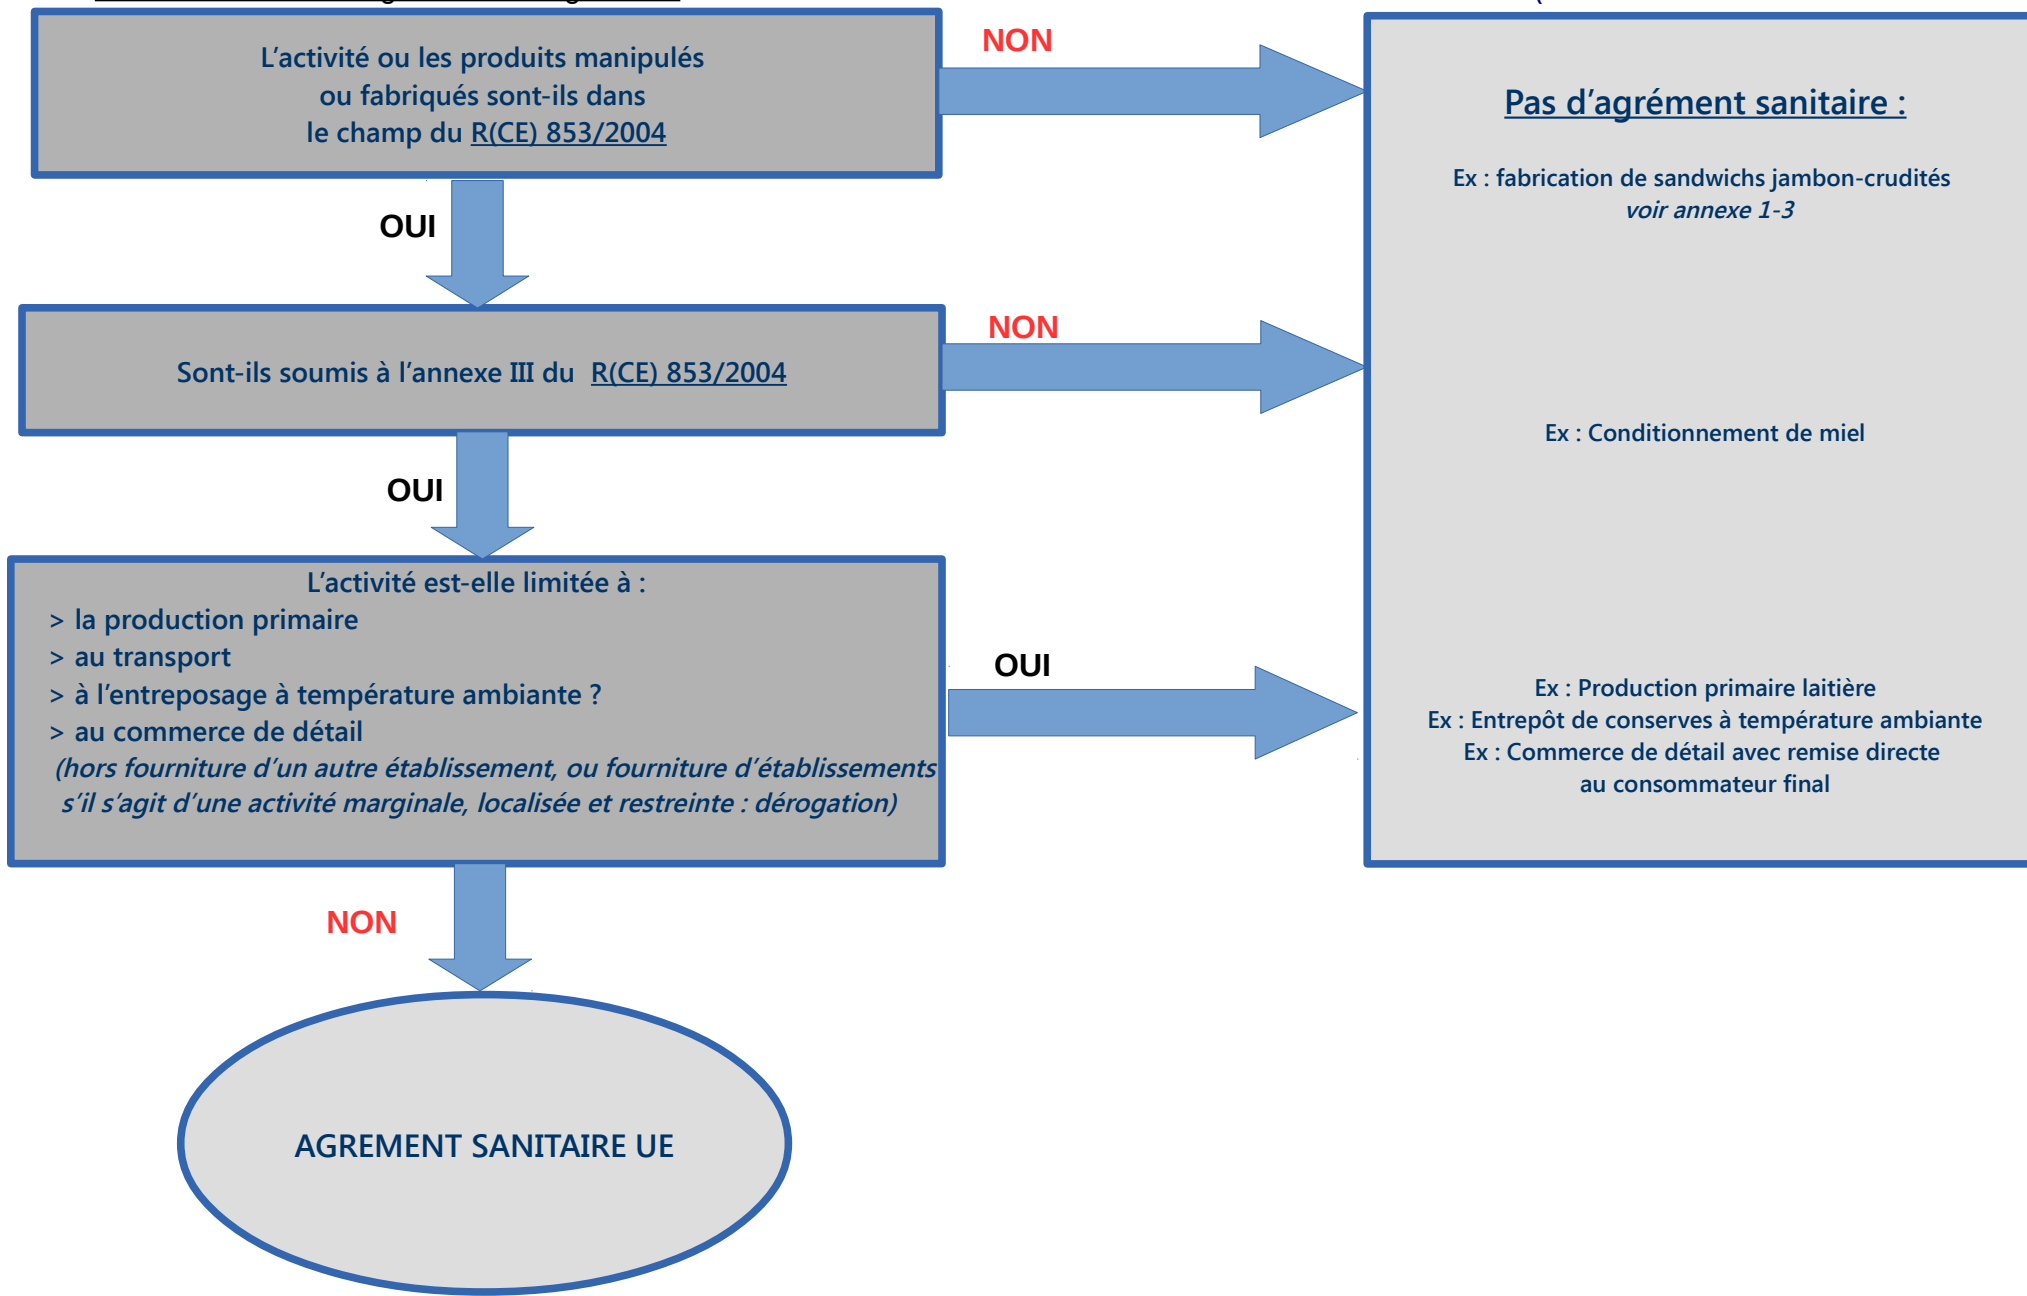 L'activité ou les produits manipulés
ou fabriqués sont-ils dans
le champ du R(CE) 853/2004
NON
OUI
Sont-ils soumis à l'annexe III du R(CE) 853/2004
NON
OUI
L'activité est-elle limitée à :
> la production primaire
> au transport
> à l'entreposage à température ambiante ?
> au commerce de détail
(hors fourniture d'un autre établissement, ou fourniture d'établissements
s'il s'agit d'une activité marginale, localisée et restreinte : dérogation)
OUI
NON
AGREMENT SANITAIRE UE
Pas d'agrément sanitaire :
Ex : fabrication de sandwichs jambon-crudités
voir annexe 1-3
Ex : Conditionnement de miel
Ex : Production primaire laitière
Ex : Entrepôt de conserves à température ambiante
Ex : Commerce de détail avec remise directe
au consommateur final